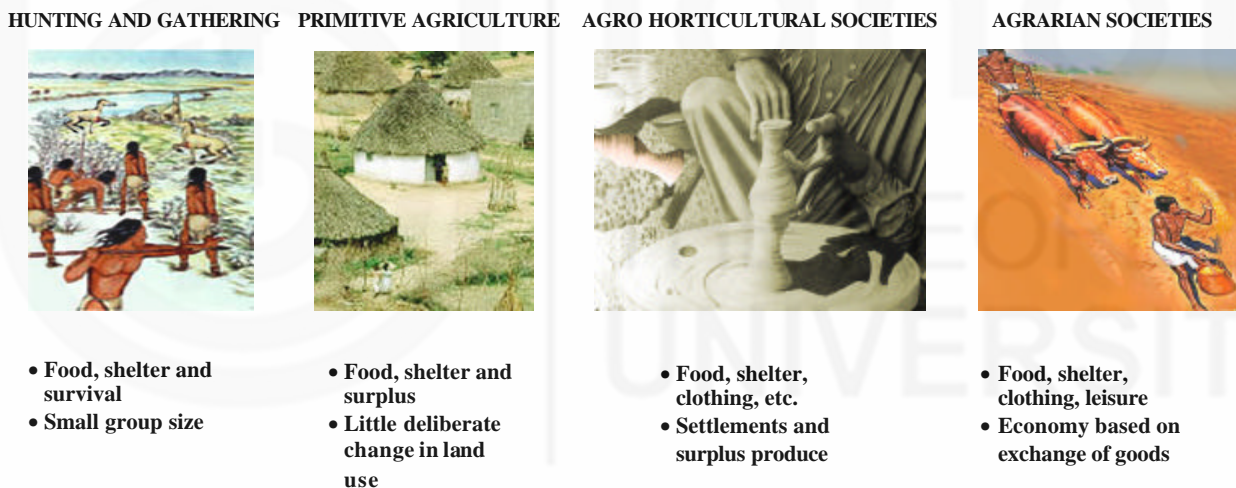 HUNTING AND GATHERING
PRIMITIVE AGRICULTURE
AGRO HORTICULTURAL SOCIETIES
AGRARIAN SOCIETIES
• Food, shelter and
survival
• Small group size
• Food, shelter and
surplus
• Little deliberate
change in land
use
• Food, shelter,
clothing, etc.
• Settlements and
surplus produce
• Food, shelter,
clothing, leisure
• Economy based on
exchange of goods
UNIVERSIT